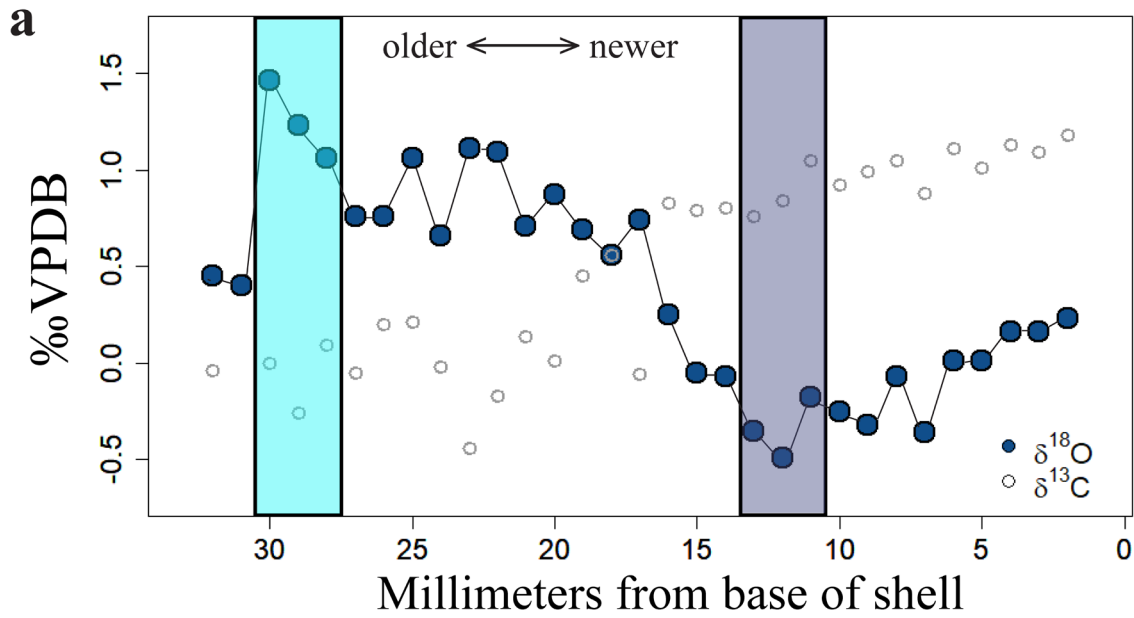 a
older newer
1.5
1.0
0.5
0.0
-0.5
‰VPDB
δ18O
δ13C
30 25 20 15 10 5 0
Millimeters from base of shell